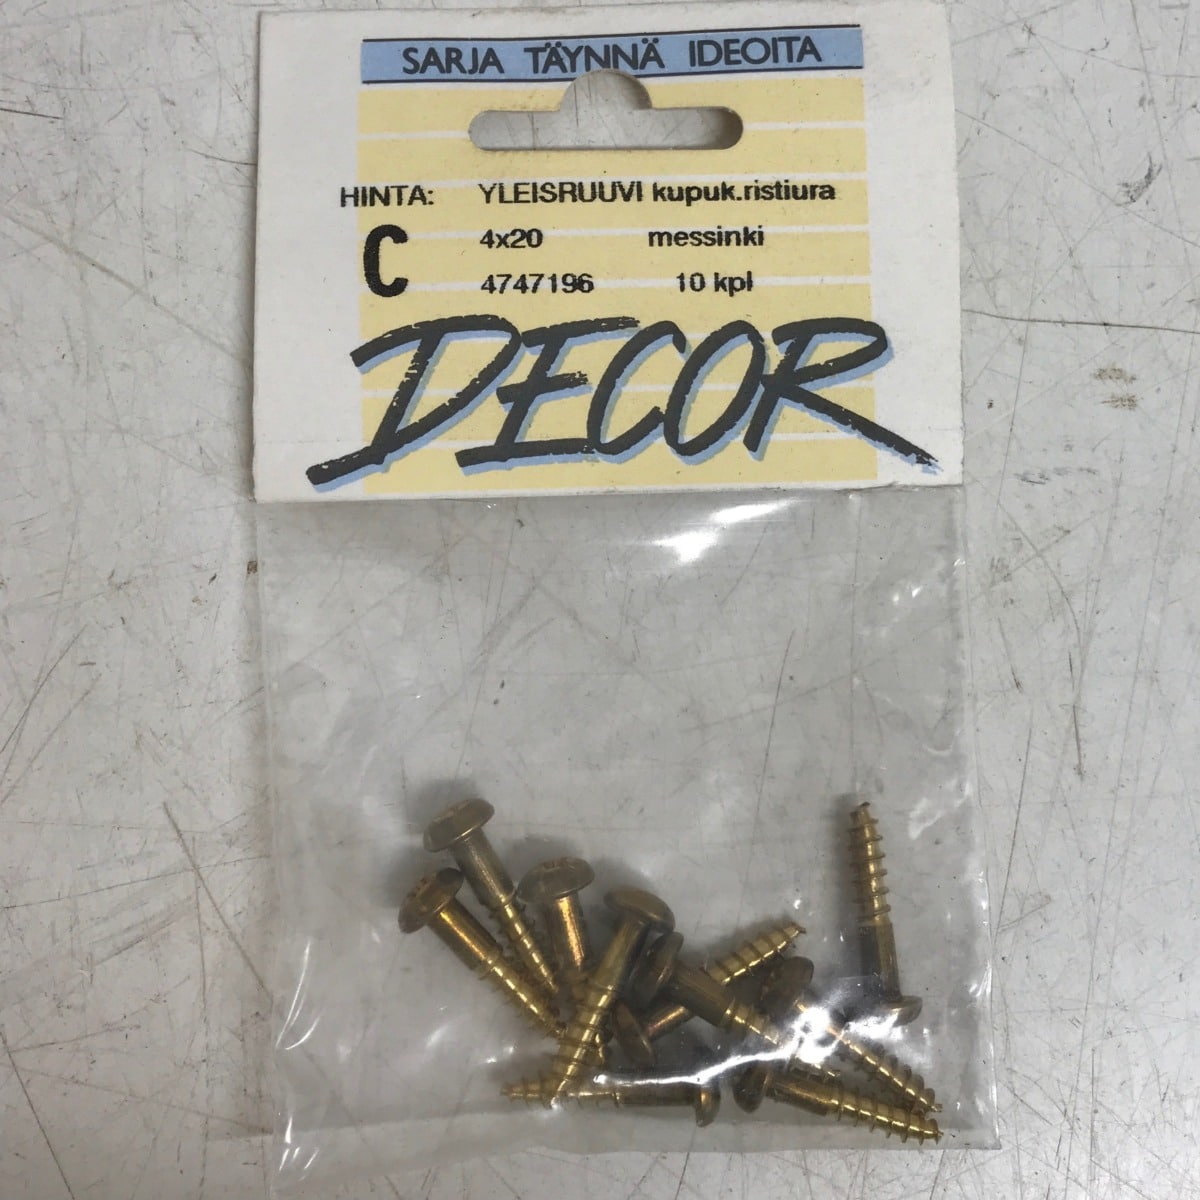 SARJA TÄYNNÄ IDEOITA
HINTA: YLEISRUUVI kupuk.ristiura
C 4x20 messinki
4747196 10 kpl
DECOR